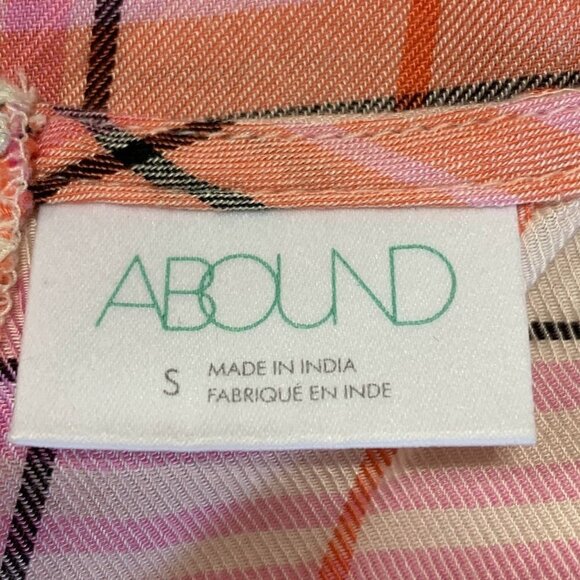 ABOUND
S
MADE IN INDIA
FABRIQUÉ EN INDE